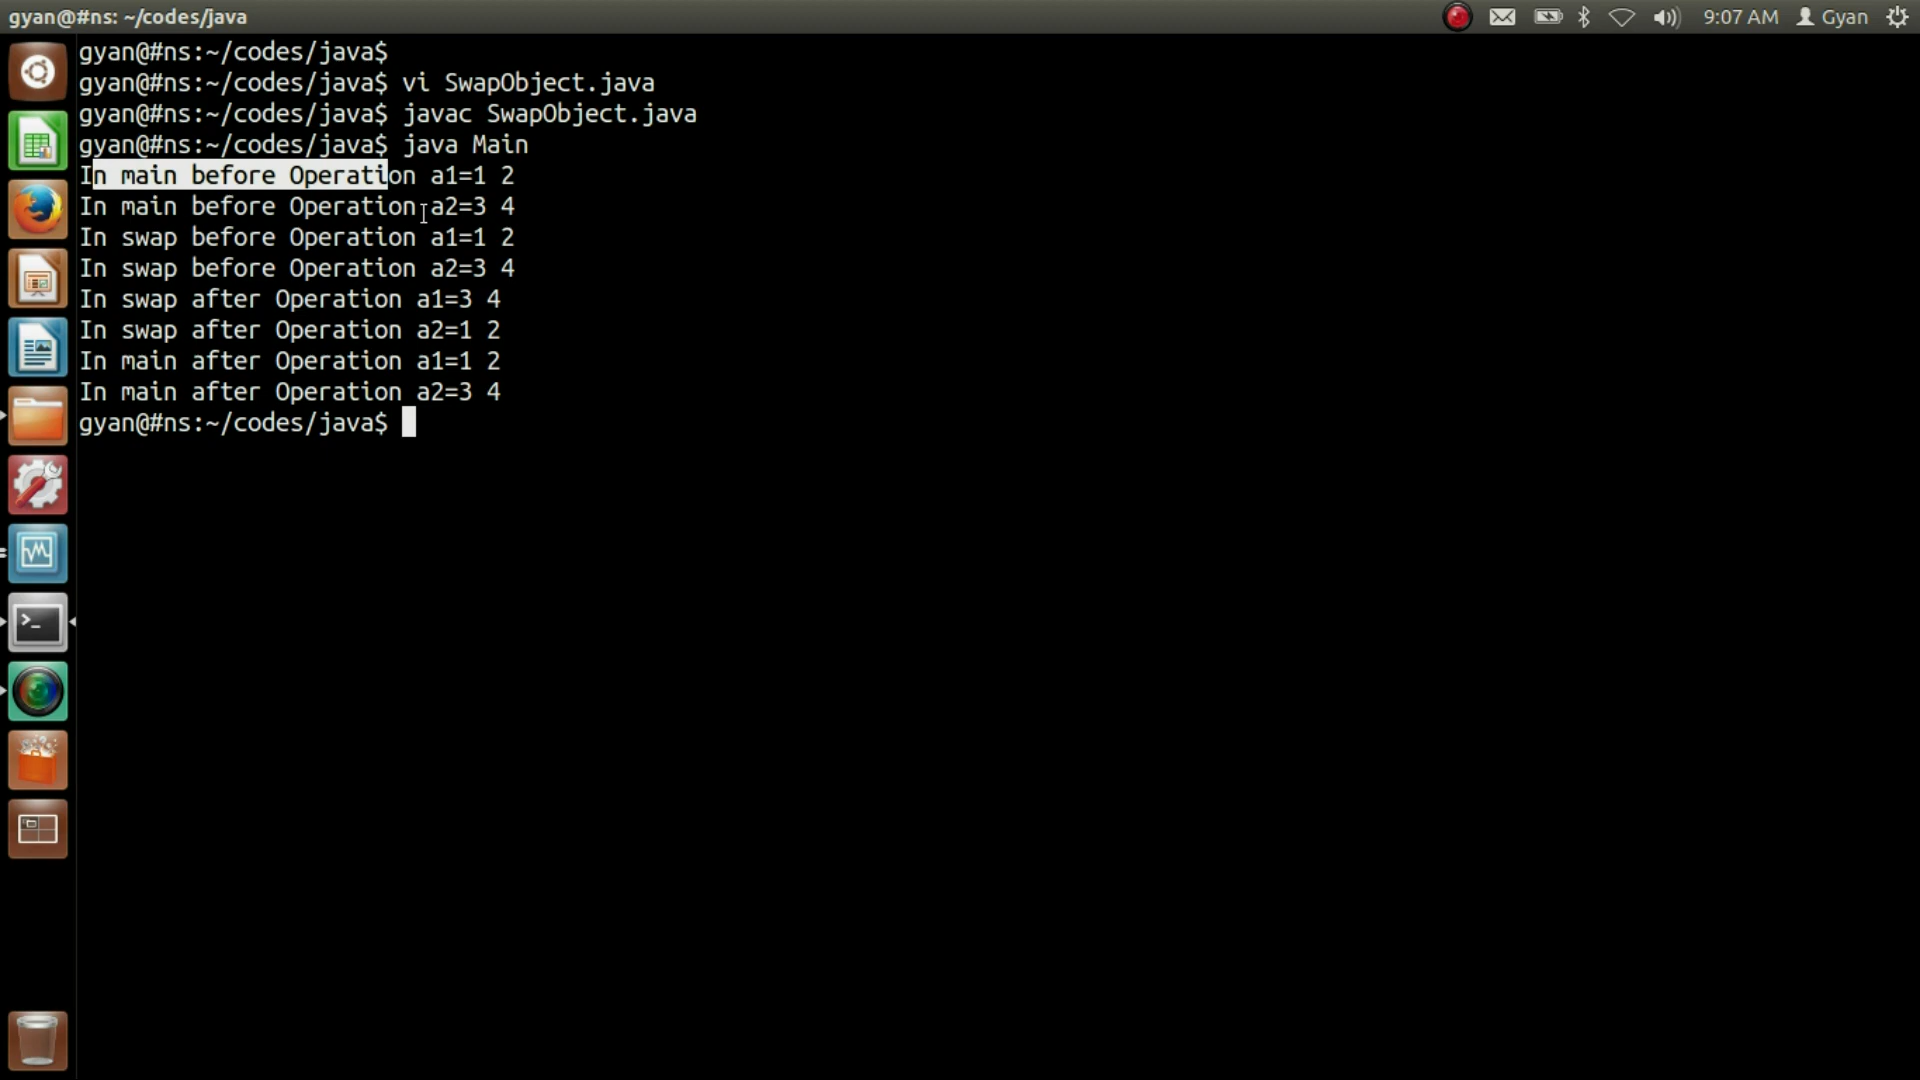 gyan@#ns: ~/codes/java
9:07 AM Gyan
gyan@#ns:~/codes/java$
gyan@#ns:~/codes/java$ vi SwapObject.java
gyan@#ns:~/codes/java$ javac SwapObject.java
gyan@#ns:~/codes/java$ java Main
In main before Operation a1=1 2
In main before Operation a2=3 4
In swap before Operation a1=1 2
In swap before Operation a2=3 4
In swap after Operation a1=3 4
In swap after Operation a2=1 2
In main after Operation a1=1 2
In main after Operation a2=3 4
gyan@#ns:~/codes/java$